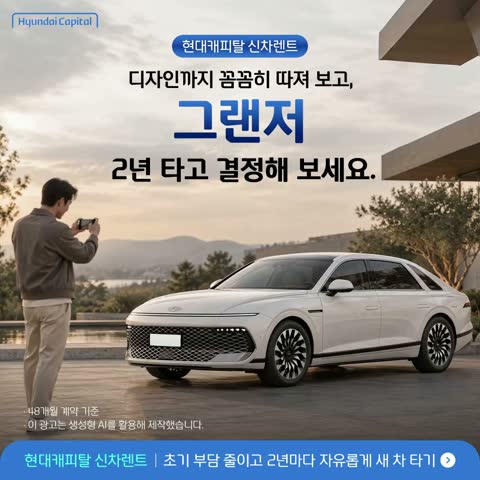 Hyundai Capital
현대캐피탈 신차렌트
디자인까지 꼼꼼히 따져 보고,
그랜저
2년 타고 결정해 보세요.
· 48개월 계약 기준
· 이 광고는 생성형 AI를 활용해 제작했습니다.
현대캐피탈 신차렌트 | 초기 부담 줄이고 2년마다 자유롭게 새 차 타기